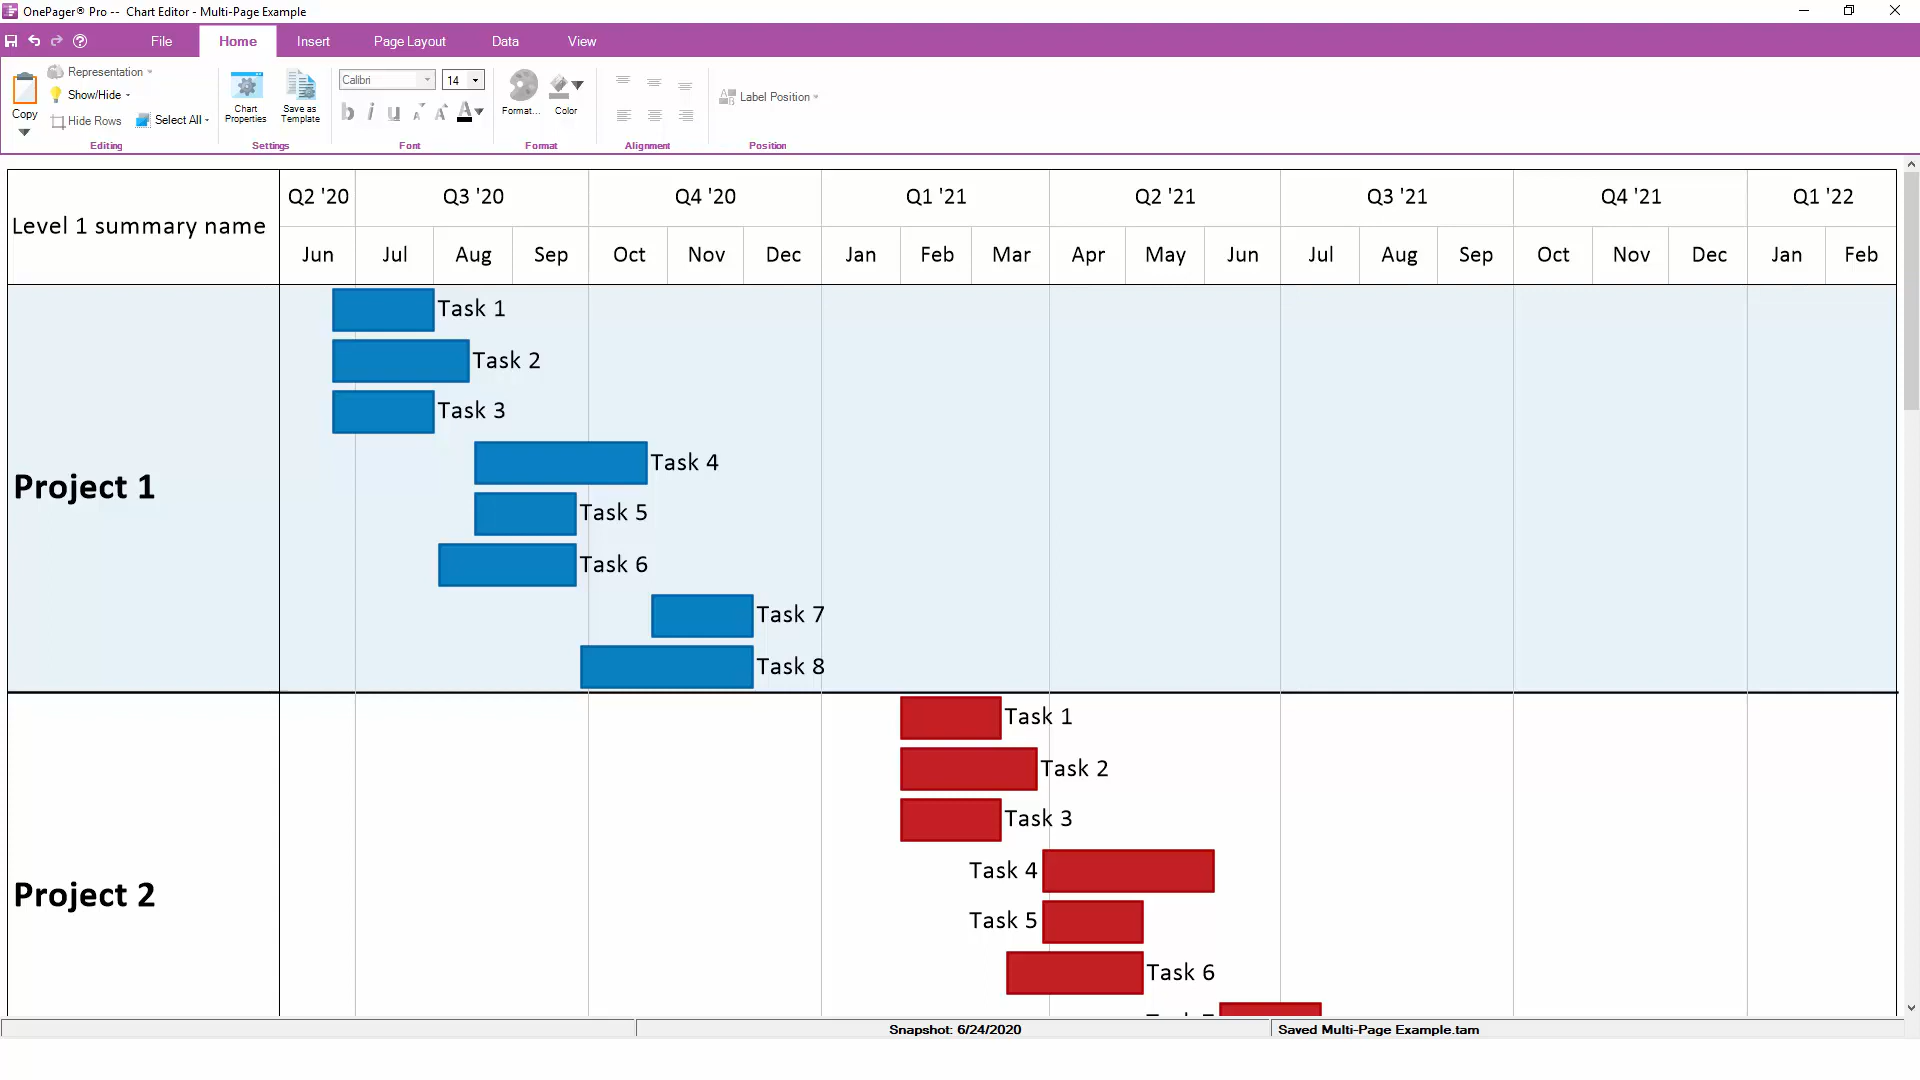 OnePager® Pro -- Chart Editor - Multi-Page Example
File Home Insert Page Layout Data View
Copy
Representation
Show/Hide
Hide Rows Select All
Editing
Chart Properties
Save as Template
Settings
Calibri 14
b i u A A A
Font
Format... Color
Format
Alignment
Label Position
Position
Level 1 summary name
Q2 '20 Q3 '20 Q4 '20 Q1 '21 Q2 '21 Q3 '21 Q4 '21 Q1 '22
Jun Jul Aug Sep Oct Nov Dec Jan Feb Mar Apr May Jun Jul Aug Sep Oct Nov Dec Jan Feb
Project 1
Task 1
Task 2
Task 3
Task 4
Task 5
Task 6
Task 7
Task 8
Project 2
Task 1
Task 2
Task 3
Task 4
Task 5
Task 6
Snapshot: 6/24/2020
Saved Multi-Page Example.tam